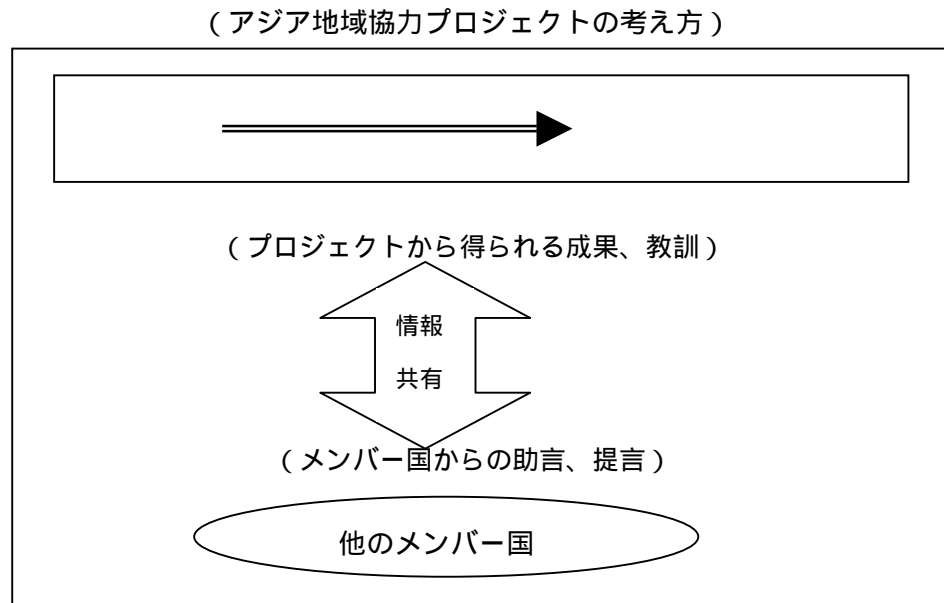 （アジア地域協力プロジェクトの考え方）
（プロジェクトから得られる成果、教訓）
情報
共有
（メンバー国からの助言、提言）
他のメンバー国